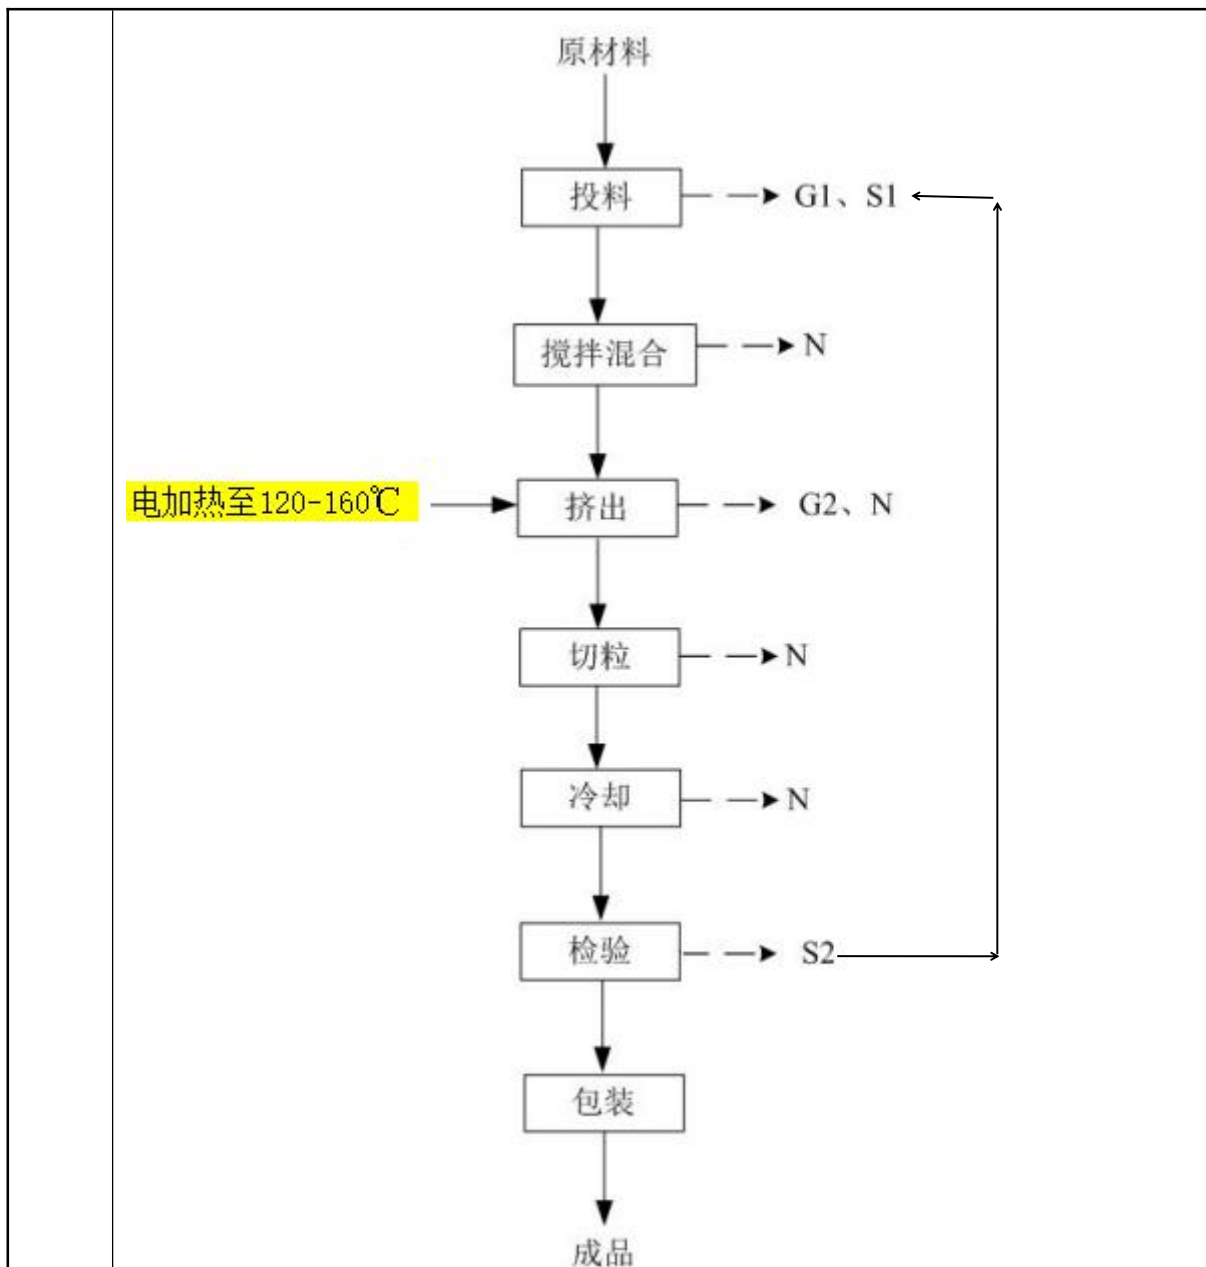 原材料
投料
G1、S1
搅拌混合
N
电加热至120-160℃
挤出
G2、N
切粒
N
冷却
N
检验
S2
包装
成品